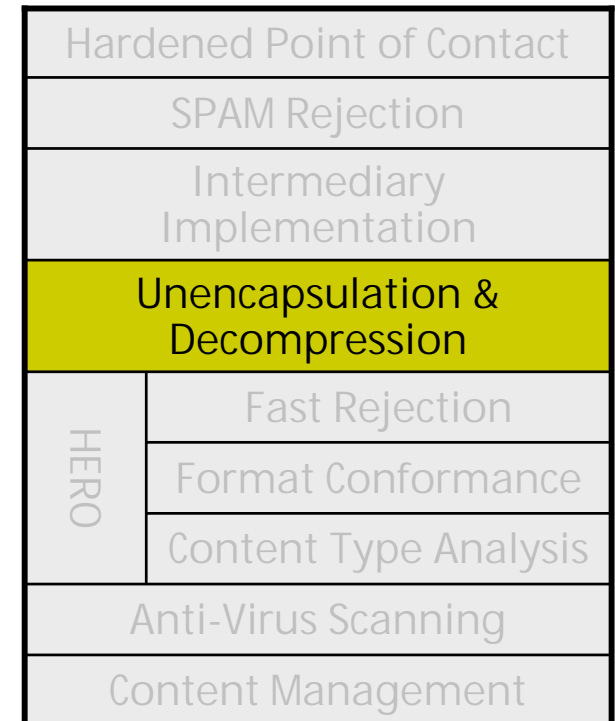 Hardened Point of Contact
SPAM Rejection
Intermediary
Implementation
Unencapsulation &
Decompression
HERO
Fast Rejection
Format Conformance
Content Type Analysis
Anti-Virus Scanning
Content Management